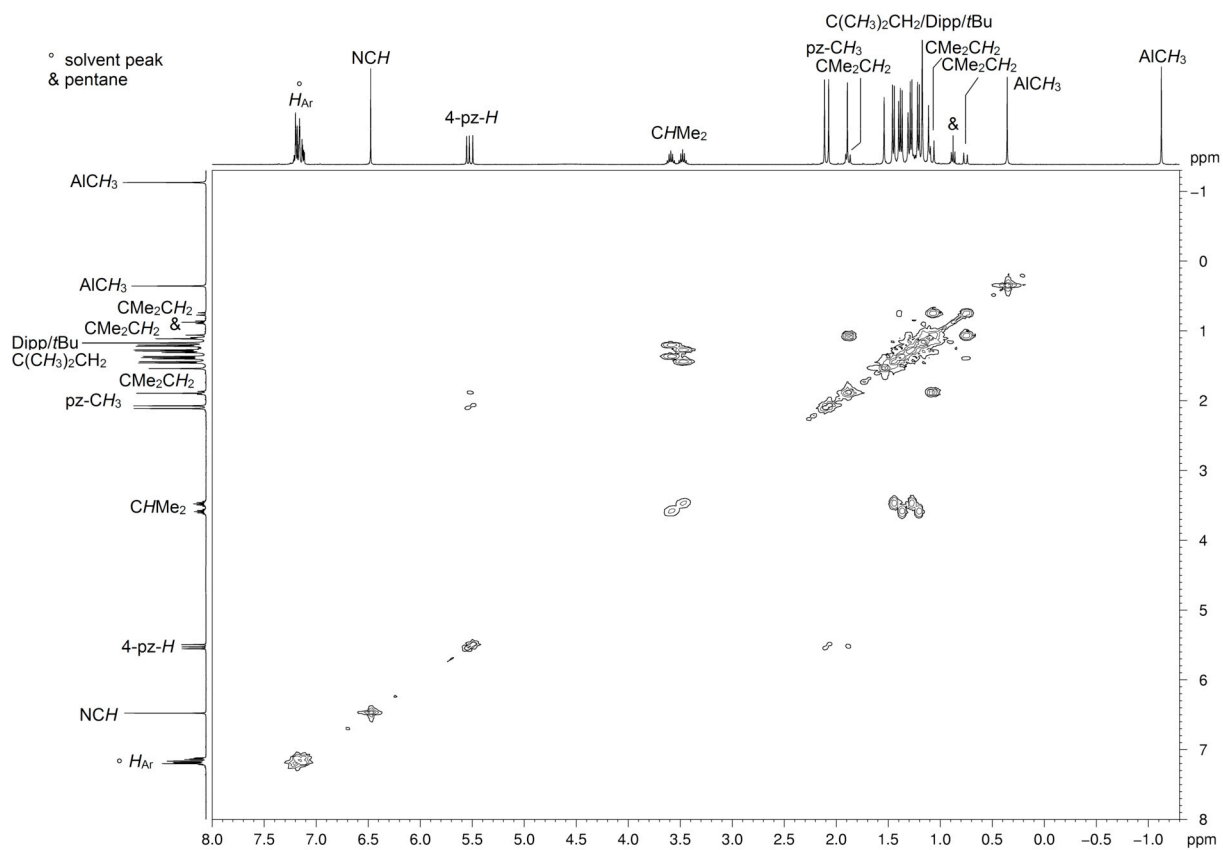 C(CH₃)₂CH₂/Dipp/tBu
° solvent peak
& pentane
NCH
pz-CH₃
CMe₂CH₂
CMe₂CH₂
CMe₂CH₂
AlCH₃
AlCH₃
°
H_Ar
4-pz-H
CHMe₂
&
ppm
AlCH₃
AlCH₃
CMe₂CH₂
CMe₂CH₂ &
Dipp/tBu
C(CH₃)₂CH₂
CMe₂CH₂
pz-CH₃
CHMe₂
4-pz-H
NCH
° H_Ar
−1
0
1
2
3
4
5
6
7
8
8.0 7.5 7.0 6.5 6.0 5.5 5.0 4.5 4.0 3.5 3.0 2.5 2.0 1.5 1.0 0.5 0.0 −0.5 −1.0 ppm